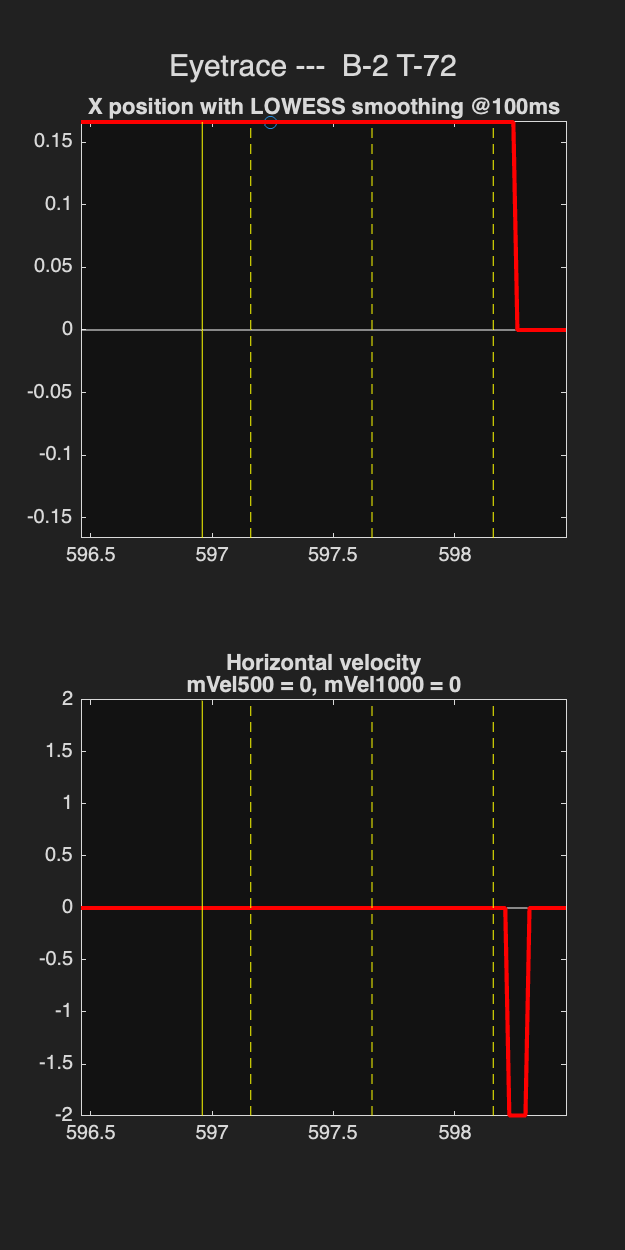 Eyetrace ---  B-2 T-72
X position with LOWESS smoothing @100ms
0.15
0.1
0.05
0
-0.05
-0.1
-0.15
596.5 597 597.5 598
Horizontal velocity
mVel500 = 0, mVel1000 = 0
2
1.5
1
0.5
0
-0.5
-1
-1.5
-2
596.5 597 597.5 598